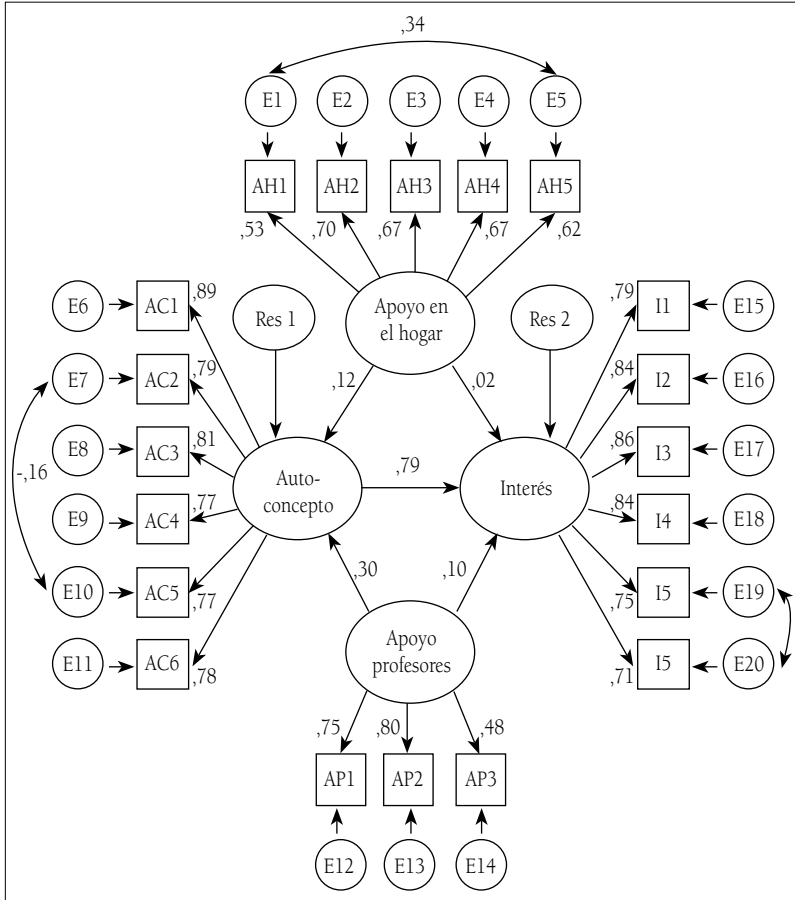 ,34
E1 E2 E3 E4 E5
AH1 AH2 AH3 AH4 AH5
,53 ,70 ,67 ,67 ,62
E6 AC1 ,89 Res 1 Apoyo en el hogar Res 2 ,79 I1 E15
E7 AC2 ,79 ,12 ,02 ,84 I2 E16
E8 AC3 ,81 ,86 I3 E17
-,16
Auto-
concepto
,79
Interés
E9 AC4 ,77 ,84 I4 E18
E10 AC5 ,77 ,30 ,10 ,75 I5 E19
E11 AC6 ,78 Apoyo profesores ,71 I5 E20
,75 ,80 ,48
AP1 AP2 AP3
E12 E13 E14